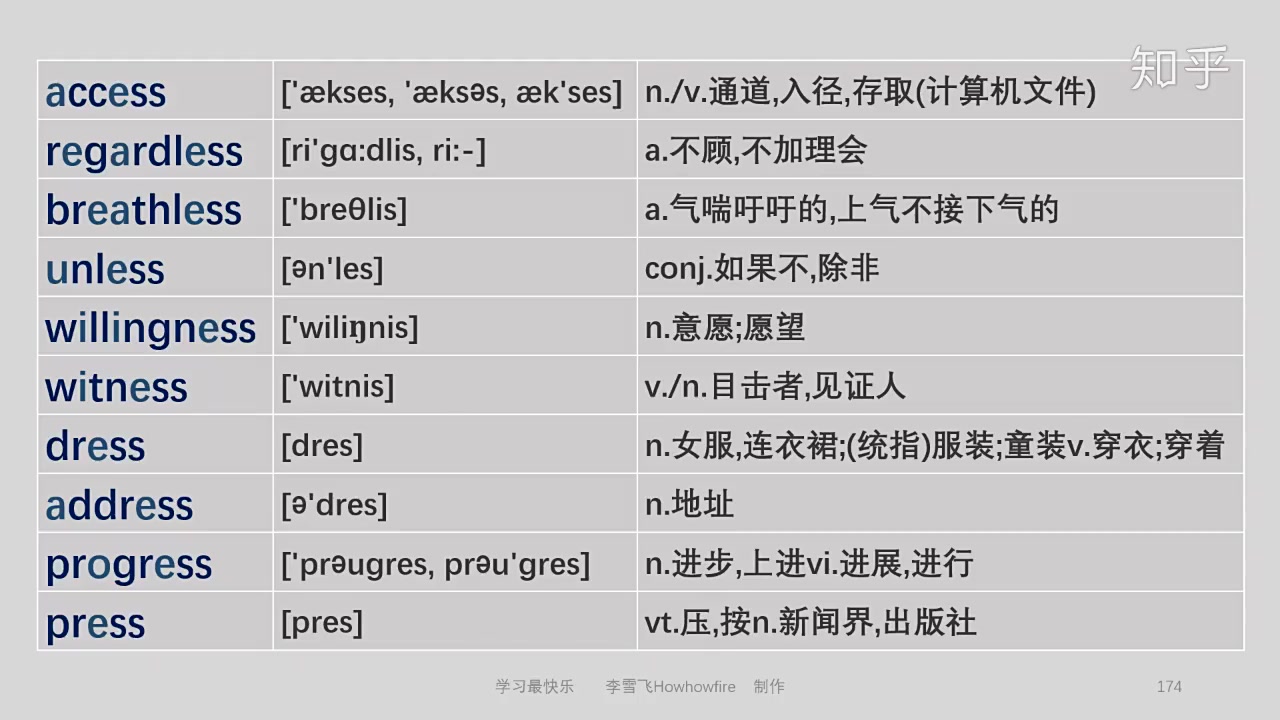 知乎
access ['ækses, 'æksəs, æk'ses] n./v.通道,入径,存取(计算机文件)
regardless [ri'gɑ:dlis, ri:-] a.不顾,不加理会
breathless ['breθlis] a.气喘吁吁的,上气不接下气的
unless [ən'les] conj.如果不,除非
willingness ['wiliŋnis] n.意愿;愿望
witness ['witnis] v./n.目击者,见证人
dress [dres] n.女服,连衣裙;(统指)服装;童装v.穿衣;穿着
address [ə'dres] n.地址
progress ['prəugres, prəu'gres] n.进步,上进vi.进展,进行
press [pres] vt.压,按n.新闻界,出版社
学习最快乐 李雪飞Howhowfire 制作 174